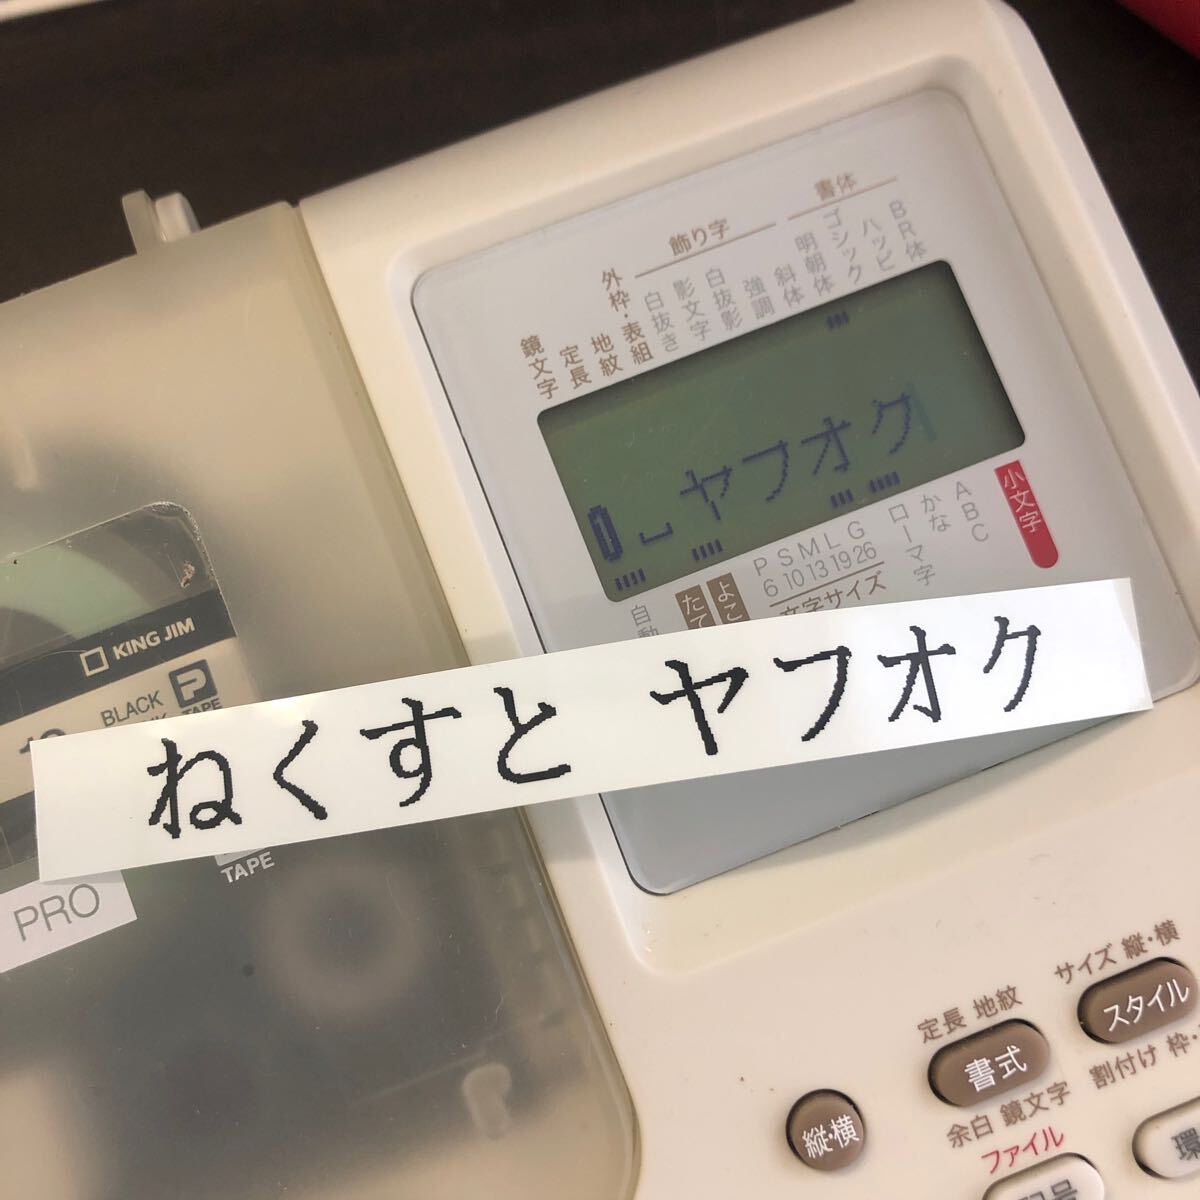 書体
飾り字
BR体
ハッピ
ゴシック
明朝体
斜体
強調
白抜影
影文字
白抜き
外枠・表組
地紋
定長
鏡文字
ヤフオク
小文字
ABC
かな
ローマ字
P S M L G
6 10 13 19 26
文字サイズ
よこ
たて
自動
KING JIM
BLACK
P
TAPE
ねくすと ヤフオク
TAPE
PRO
サイズ 縦・横
スタイル
定長 地紋
書式
割付け 枠・
余白 鏡文字
縦・横
ファイル
環